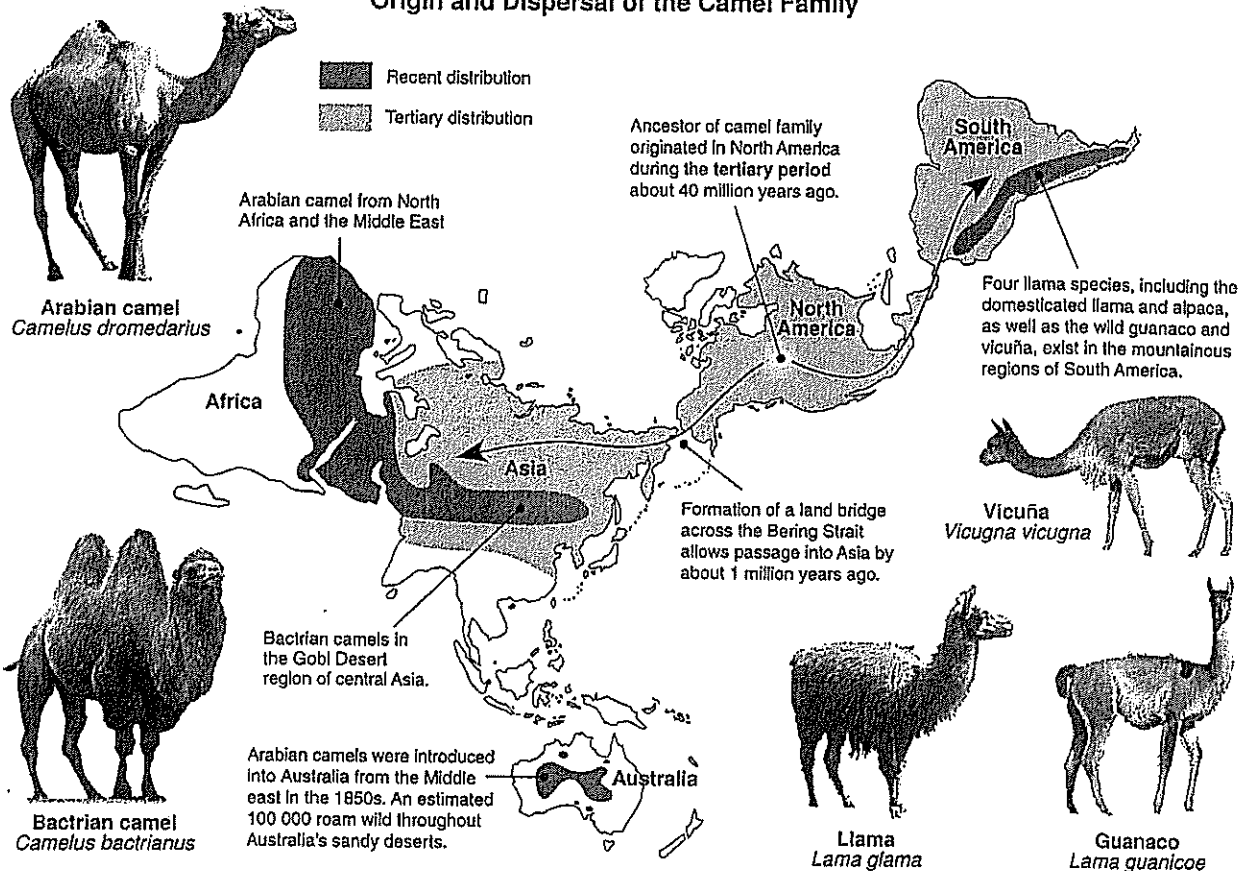 Origin and Dispersal of the Camel Family
Recent distribution
Tertiary distribution
Arabian camel from North
Africa and the Middle East
Arabian camel
Camelus dromedarius
Ancestor of camel family
originated in North America
during the tertiary period
about 40 million years ago.
South
America
North
America
Africa
Asia
Four llama species, including the
domesticated llama and alpaca,
as well as the wild guanaco and
vicuña, exist in the mountainous
regions of South America.
Vicuña
Vicugna vicugna
Formation of a land bridge
across the Bering Strait
allows passage into Asia by
about 1 million years ago.
Bactrian camels in
the Gobi Desert
region of central Asia.
Bactrian camel
Camelus bactrianus
Arabian camels were introduced
into Australia from the Middle
east in the 1850s. An estimated
100 000 roam wild throughout
Australia's sandy deserts.
Australia
Llama
Lama glama
Guanaco
Lama guanicoe